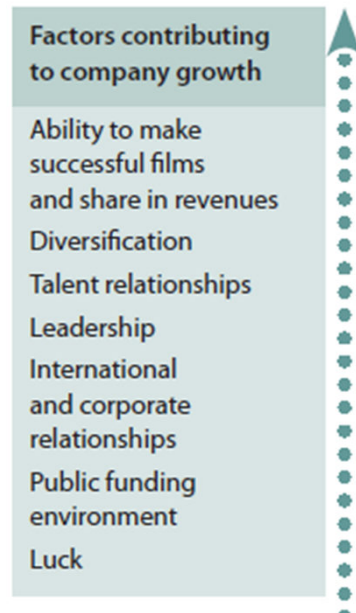 Factors contributing
to company growth
Ability to make
successful films
and share in revenues
Diversification
Talent relationships
Leadership
International
and corporate
relationships
Public funding
environment
Luck